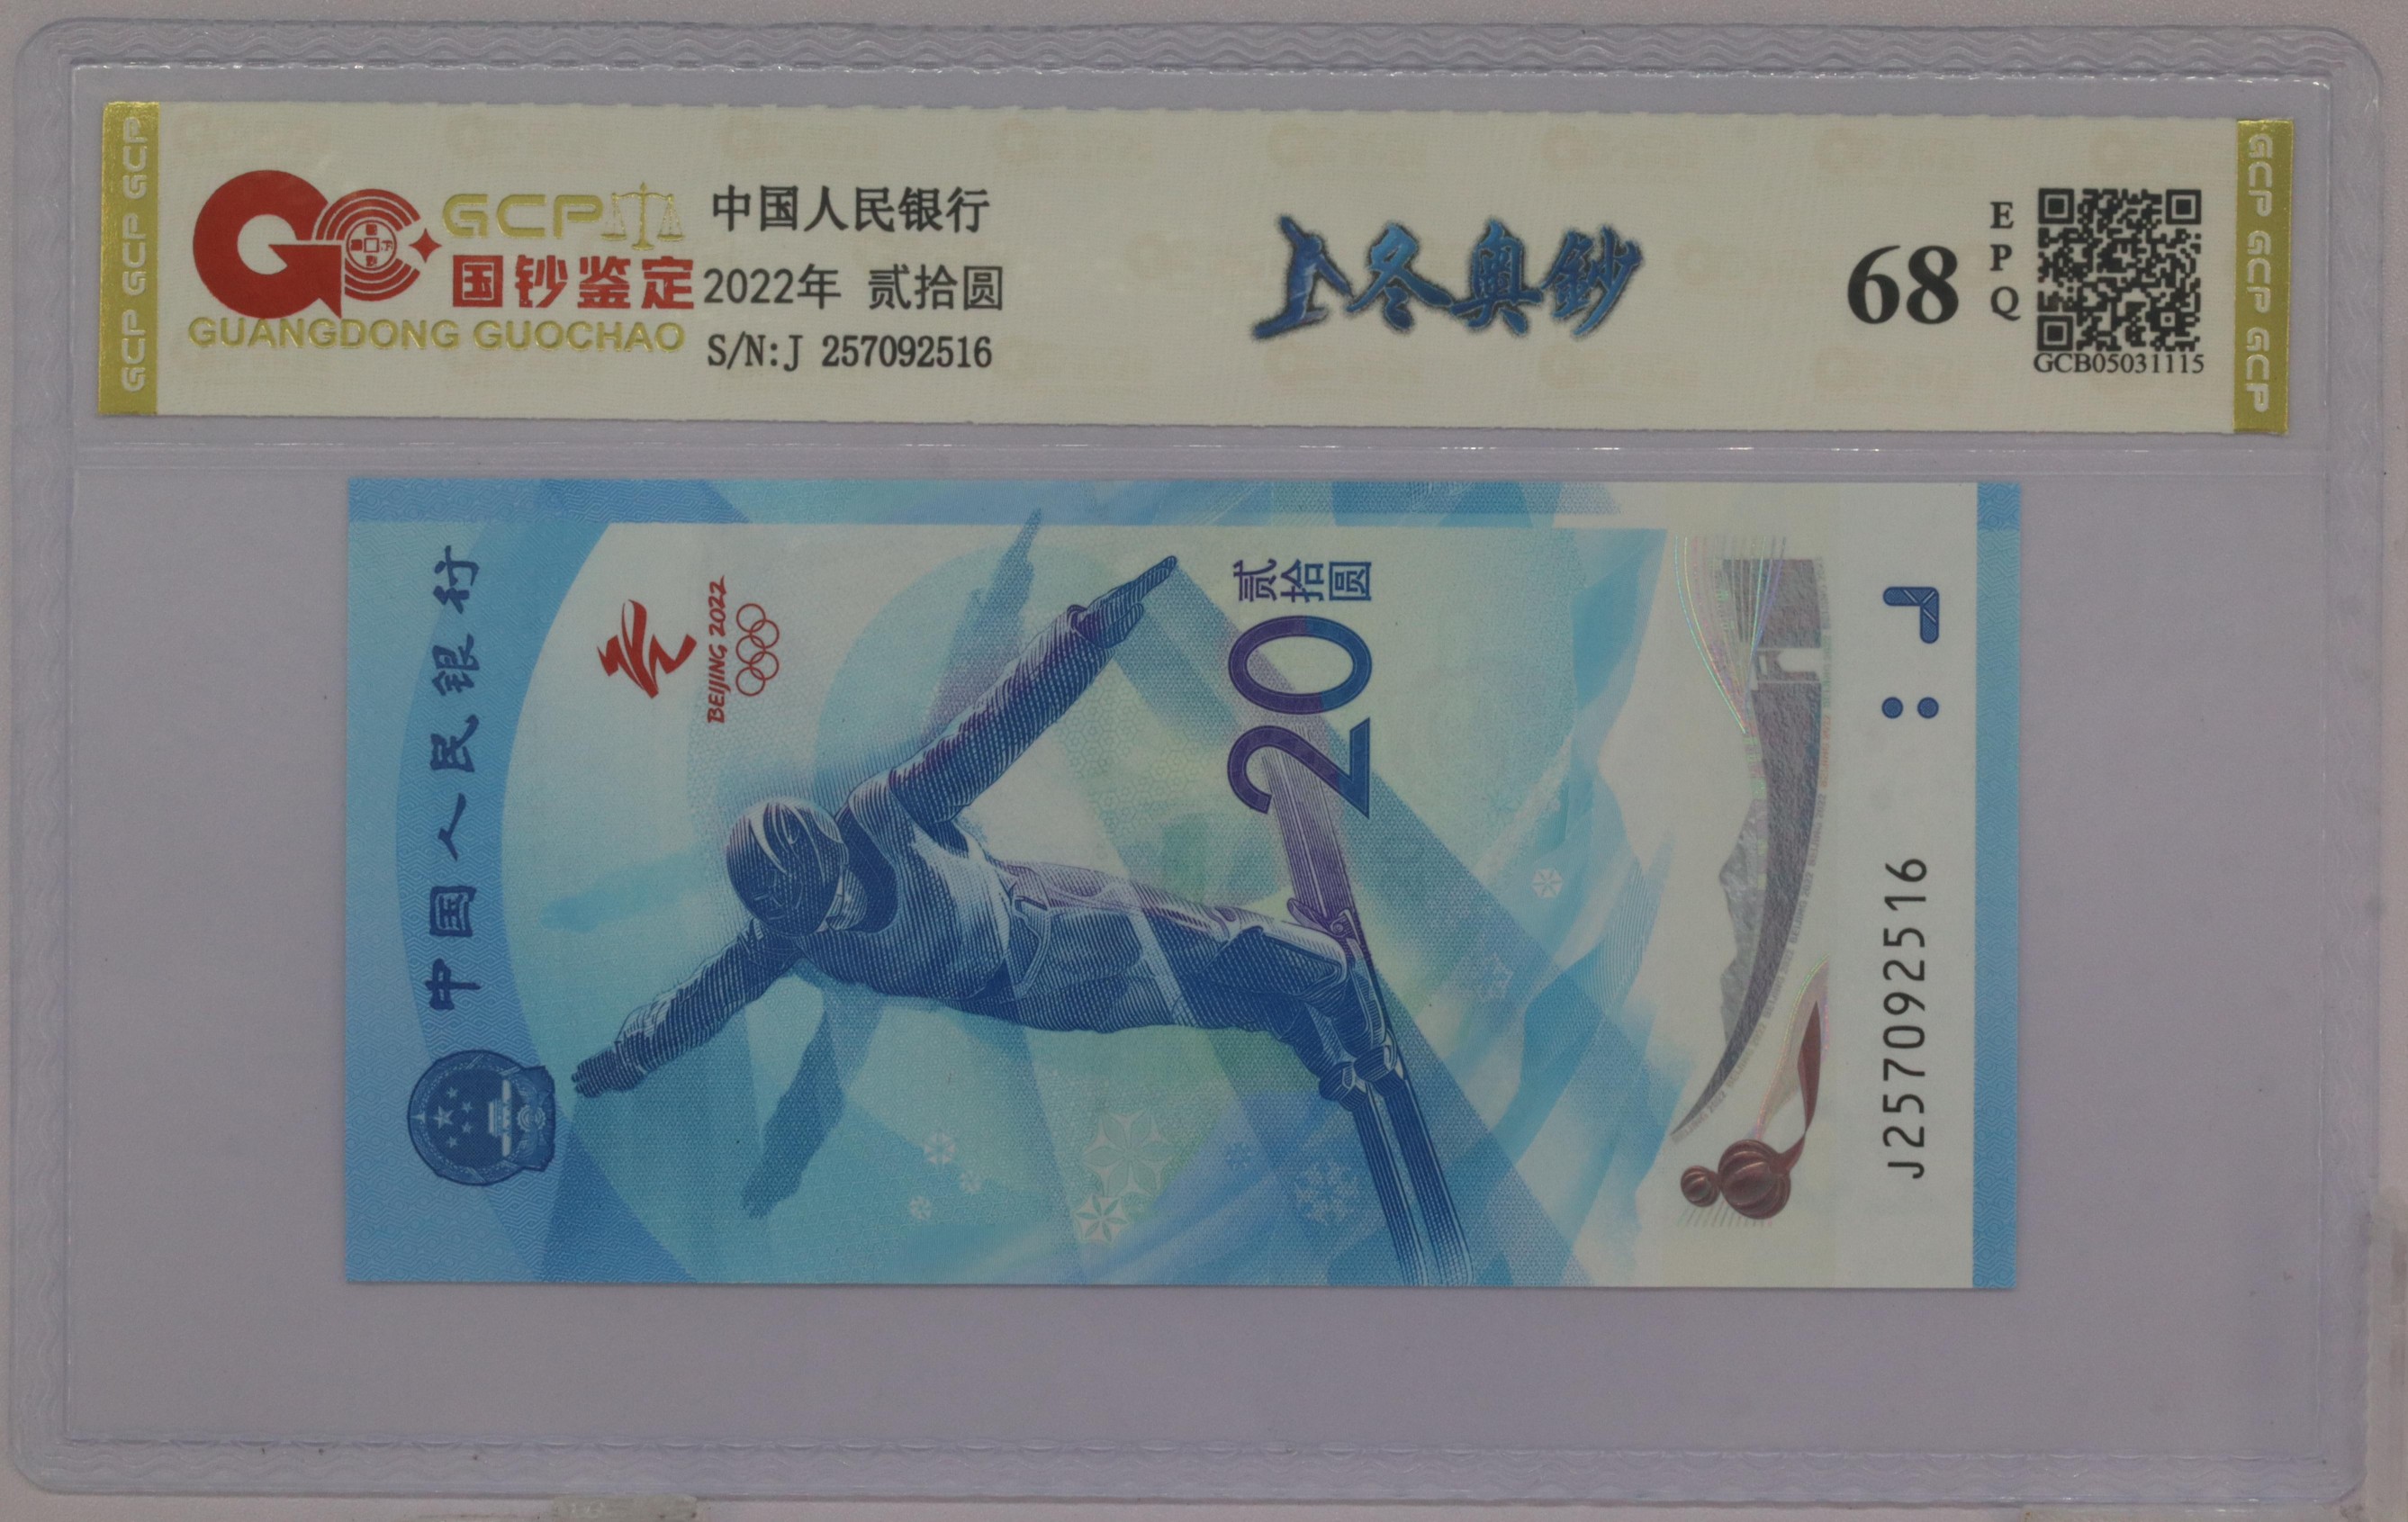 GCP GCP GCP
GCP
国钞鉴定
GUANGDONG GUOCHAO
中国人民银行
2022年 贰拾圆
S/N:J 257092516
冬奥鈔
68
EPQ
GCB05031115
GCP GCP GCP
中国人民银行
BEIJING 2022
贰拾圆
20
J257092516